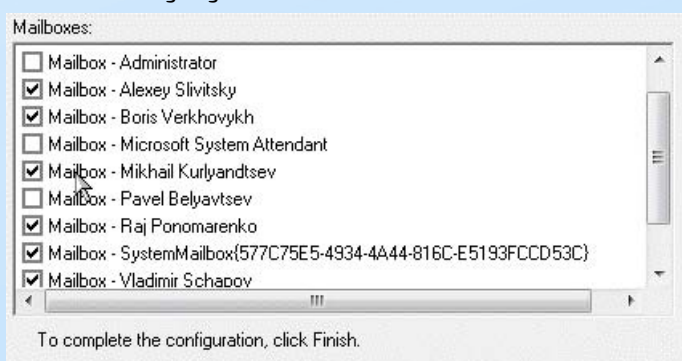 Mailboxes:
Mailbox - Administrator
Mailbox - Alexey Slivitsky
Mailbox - Boris Verkhovykh
Mailbox - Microsoft System Attendant
Mailbox - Mikhail Kurlyandtsev
Mailbox - Pavel Belyavtsev
Mailbox - Raj Ponomarenko
Mailbox - SystemMailbox{577C75E5-4934-4A44-816C-E5193FCCD53C}
Mailbox - Vladimir Schapov
To complete the configuration, click Finish.